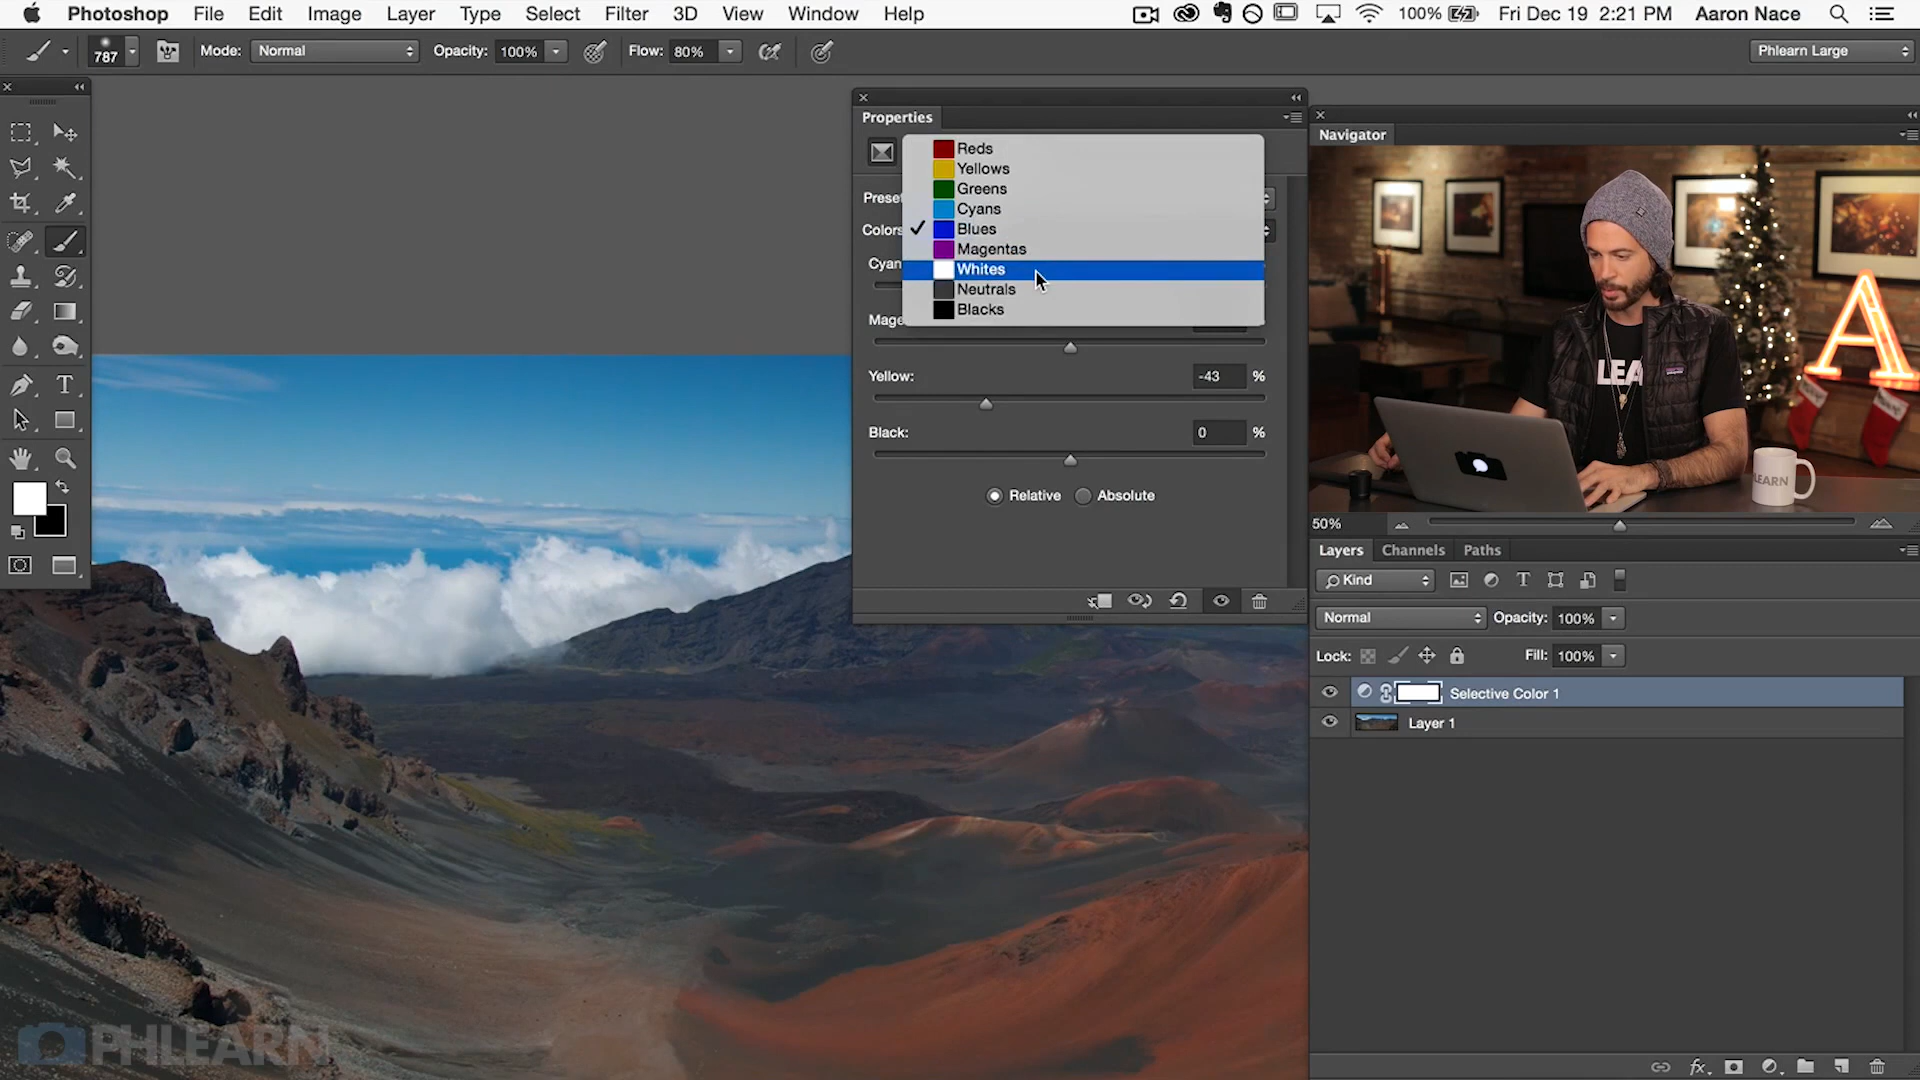 Photoshop File Edit Image Layer Type Select Filter 3D View Window Help 100% Fri Dec 19 2:21 PM Aaron Nace
787 Mode: Normal Opacity: 100% Flow: 80% Phlearn Large
Properties
Reds
Yellows
Greens
Cyans
Blues
Magentas
Whites
Neutrals
Blacks
Prese
Colors
Cyan
Mage
Yellow: -43 %
Black: 0 %
Relative Absolute
Navigator
LEA
LEARN
A
50%
Layers Channels Paths
Kind
Normal Opacity: 100%
Lock: Fill: 100%
Selective Color 1
Layer 1
fx
T
T
PHLEARN